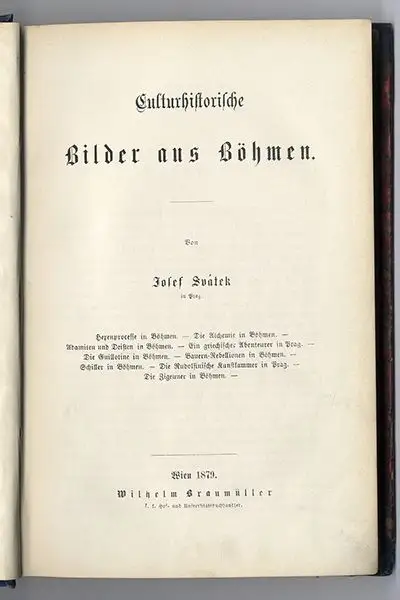 Culturhistorische
Bilder aus Böhmen.
Von
Josef Svátek
in Prag.
Hexenprocesse in Böhmen. — Die Alchemie in Böhmen. —
Adamiten und Deisten in Böhmen. — Ein griechischer Abenteurer in Prag. —
Die Guillotine in Böhmen. — Bauern-Rebellionen in Böhmen. —
Schiller in Böhmen. — Die Rudolfinische Kunstkammer in Prag. —
Die Zigeuner in Böhmen. —
Wien 1879.
Wilhelm Braumüller
k. k. Hof- und Universitätsbuchhändler.